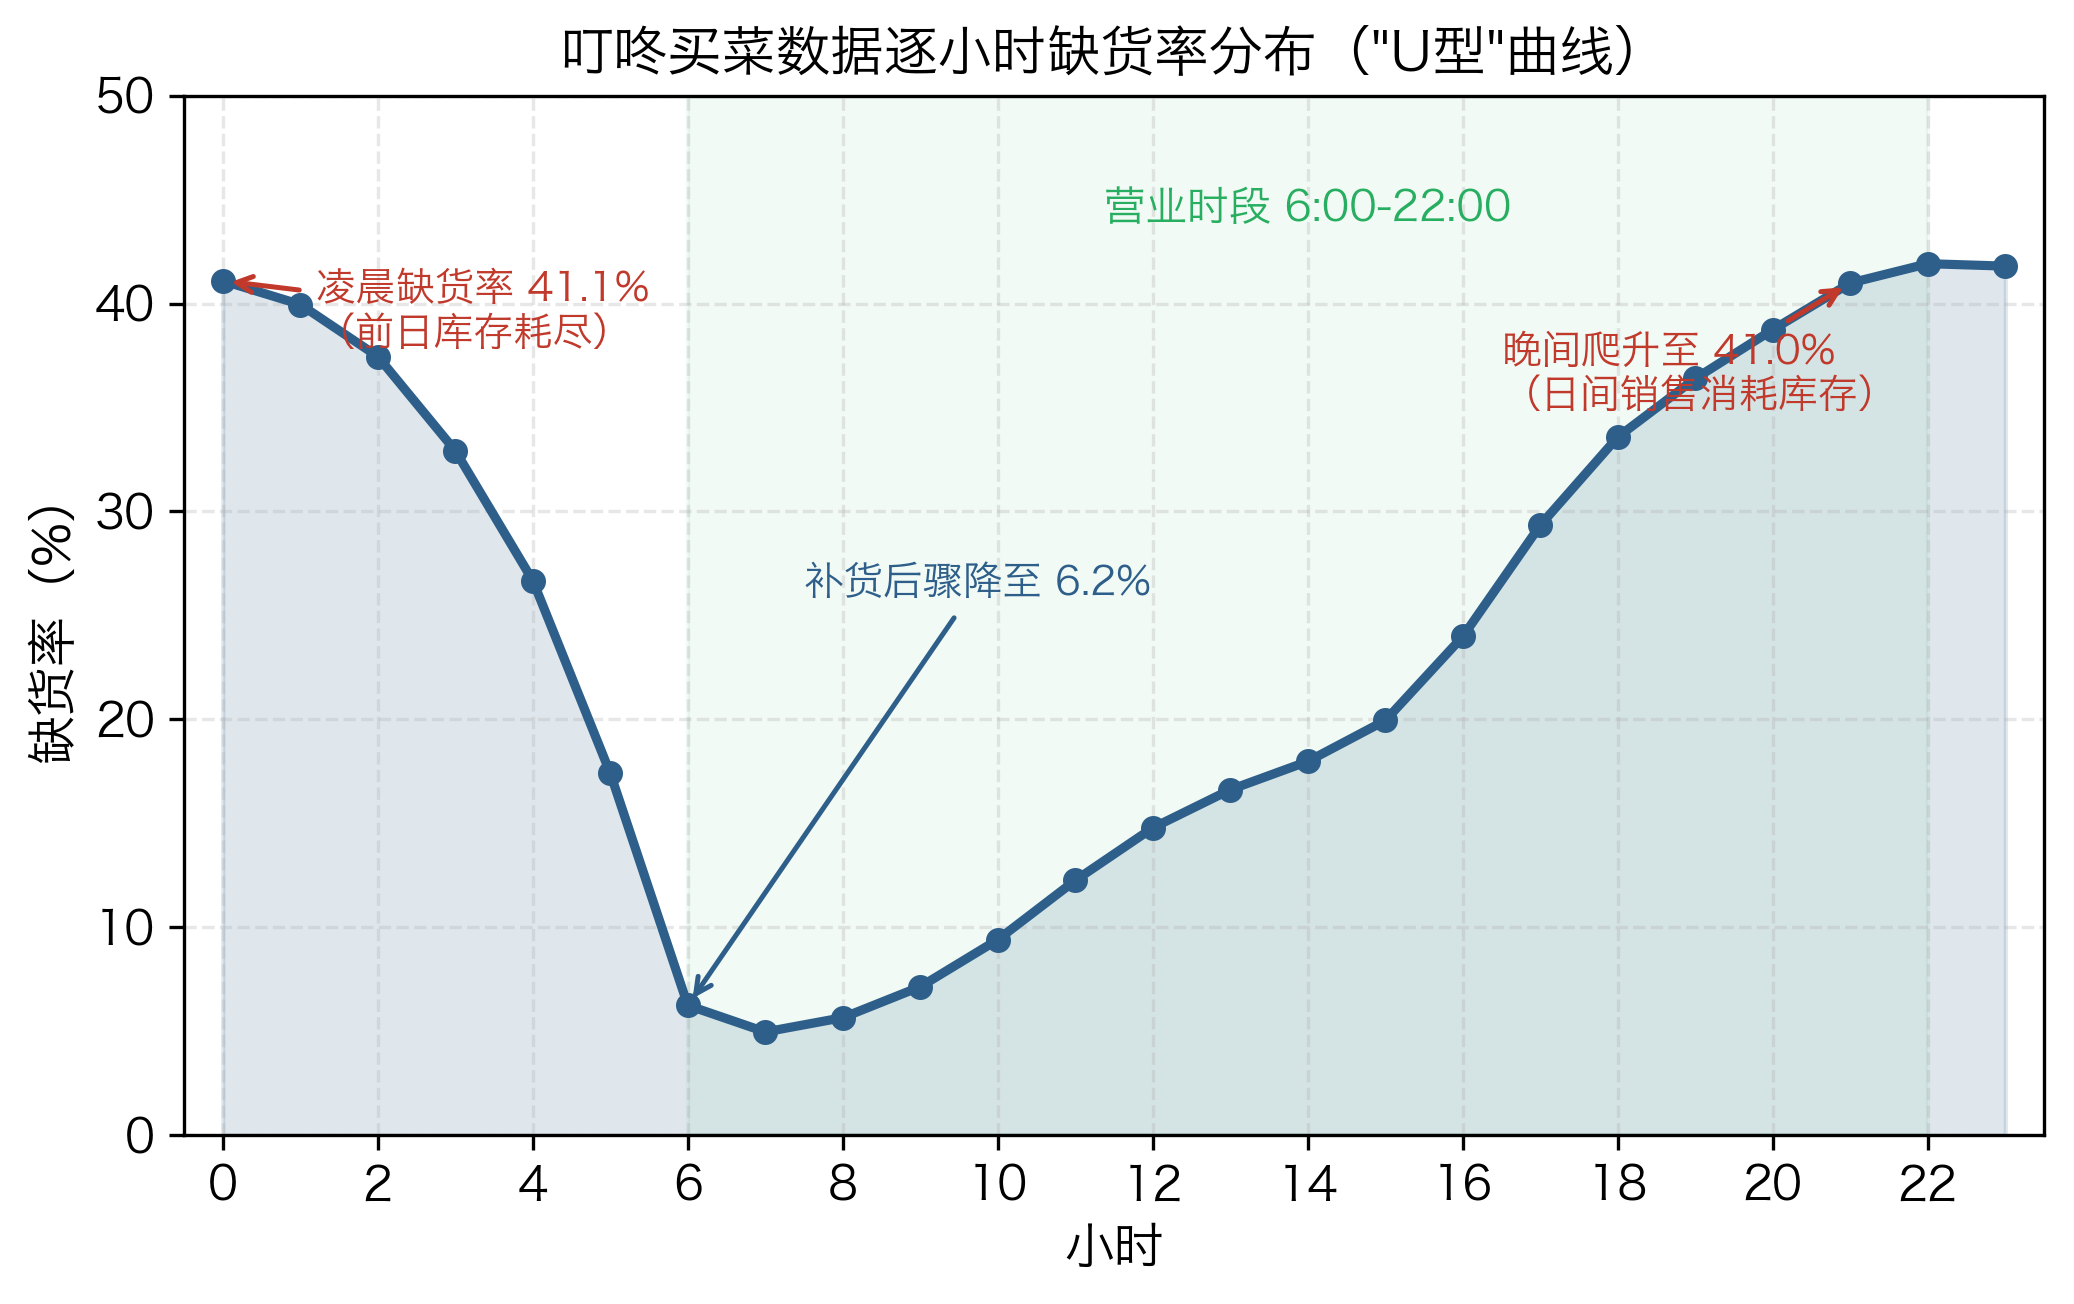 叮咚买菜数据逐小时缺货率分布（"U型"曲线）
50
40
30
20
10
0
缺货率（%）
营业时段 6:00-22:00
凌晨缺货率 41.1%
（前日库存耗尽）
晚间爬升至 41.0%
（日间销售消耗库存）
补货后骤降至 6.2%
0 2 4 6 8 10 12 14 16 18 20 22
小时